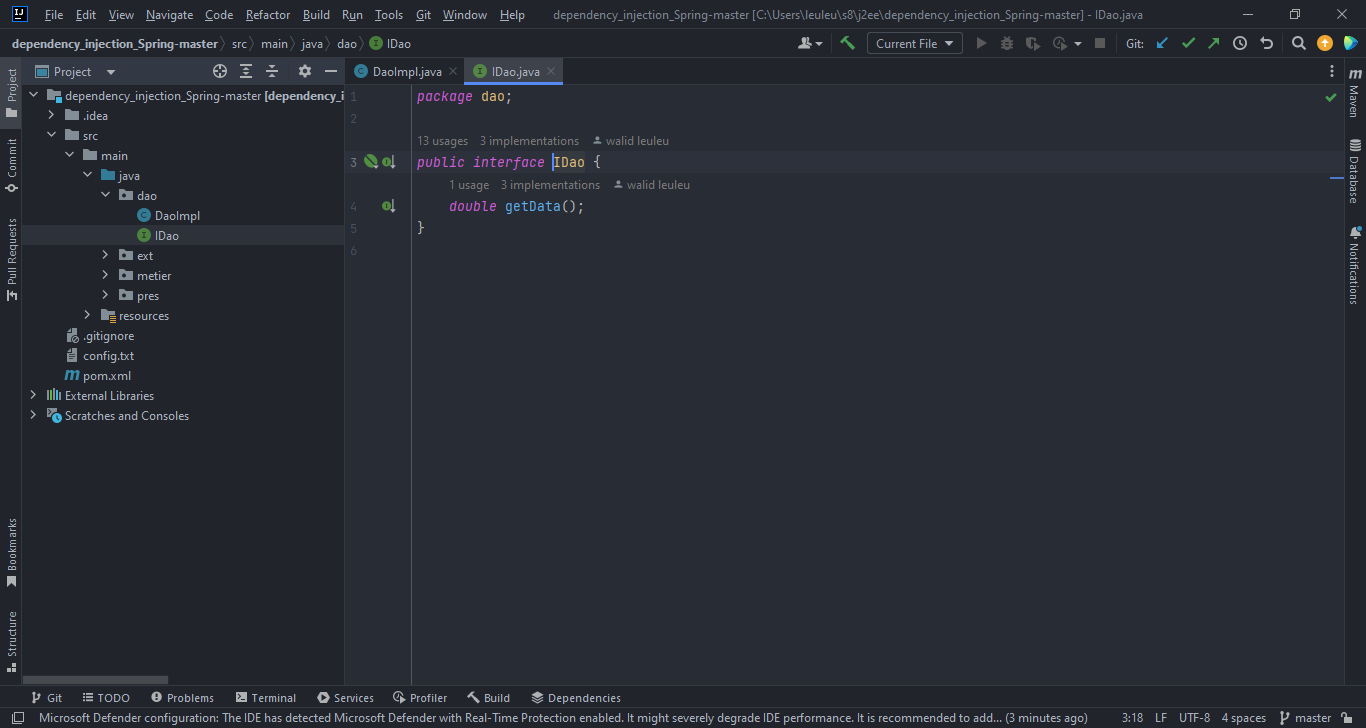 File Edit View Navigate Code Refactor Build Run Tools Git Window Help dependency_injection_Spring-master [C:\Users\leuleu\s8\j2ee\dependency_injection_Spring-master] - IDao.java
dependency_injection_Spring-master src main java dao IDao Current File Git:
Project DaoImpl.java IDao.java
dependency_injection_Spring-master [dependency_i
.idea
src
main
java
dao
DaoImpl
IDao
ext
metier
pres
resources
.gitignore
config.txt
pom.xml
External Libraries
Scratches and Consoles
1 package dao;
2
13 usages 3 implementations walid leuleu
3 public interface IDao {
1 usage 3 implementations walid leuleu
4 double getData();
5 }
6
Project
Commit
Pull Requests
Bookmarks
Structure
Maven
Database
Notifications
Git TODO Problems Terminal Services Profiler Build Dependencies
Microsoft Defender configuration: The IDE has detected Microsoft Defender with Real-Time Protection enabled. It might severely degrade IDE performance. It is recommended to add... (3 minutes ago) 3:18 LF UTF-8 4 spaces master